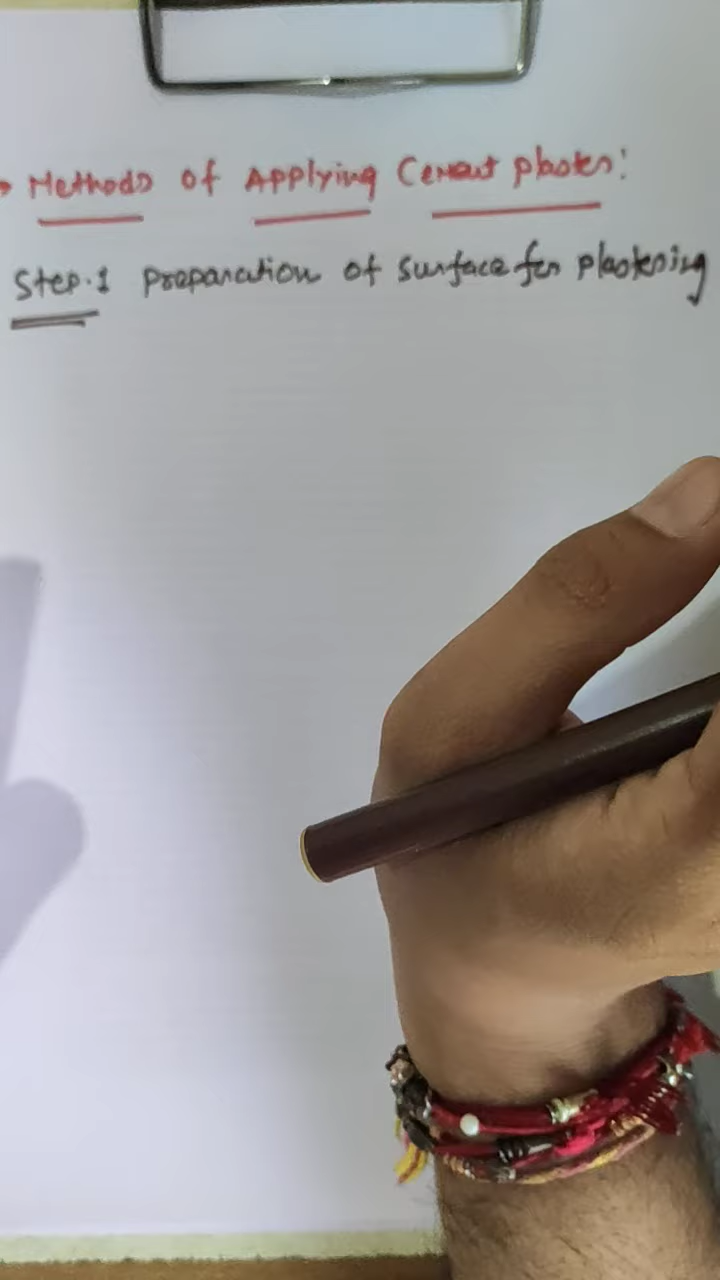 Methods of Applying Cement plaster:
Step.1 preparation of surface for plastering